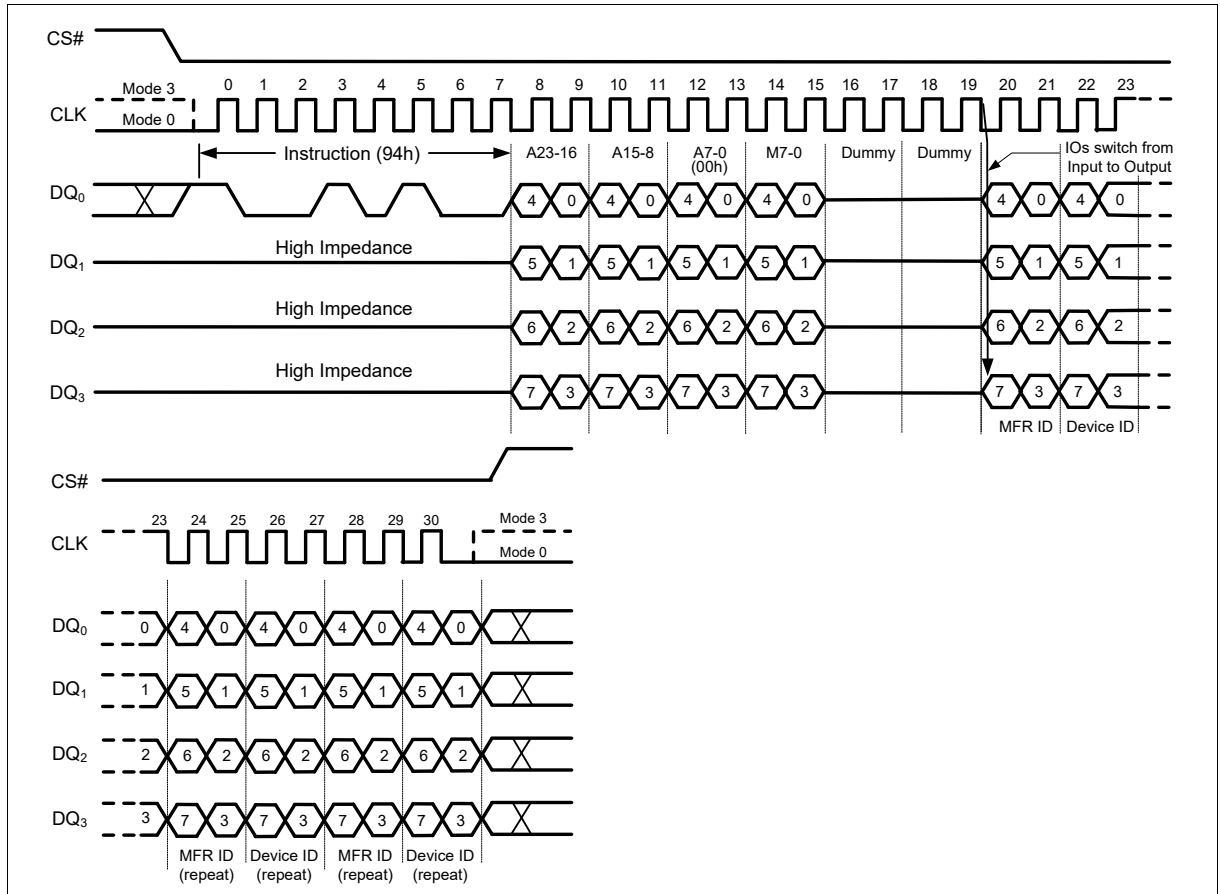 CS#
Mode 3
0 1 2 3 4 5 6 7 8 9 10 11 12 13 14 15 16 17 18 19 20 21 22 23
CLK
Mode 0
Instruction (94h) A23-16 A15-8 A7-0 M7-0 Dummy Dummy IOs switch from
(00h) Input to Output
DQ0 4 0 4 0 4 0 4 0 4 0 4 0
High Impedance
DQ1 5 1 5 1 5 1 5 1 5 1 5 1
High Impedance
DQ2 6 2 6 2 6 2 6 2 6 2 6 2
High Impedance
DQ3 7 3 7 3 7 3 7 3 7 3 7 3
MFR ID Device ID
CS#
23 24 25 26 27 28 29 30 Mode 3
CLK
Mode 0
DQ0 0 4 0 4 0 4 0 4 0
DQ1 1 5 1 5 1 5 1 5 1
DQ2 2 6 2 6 2 6 2 6 2
DQ3 3 7 3 7 3 7 3 7 3
MFR ID Device ID MFR ID Device ID
(repeat) (repeat) (repeat) (repeat)